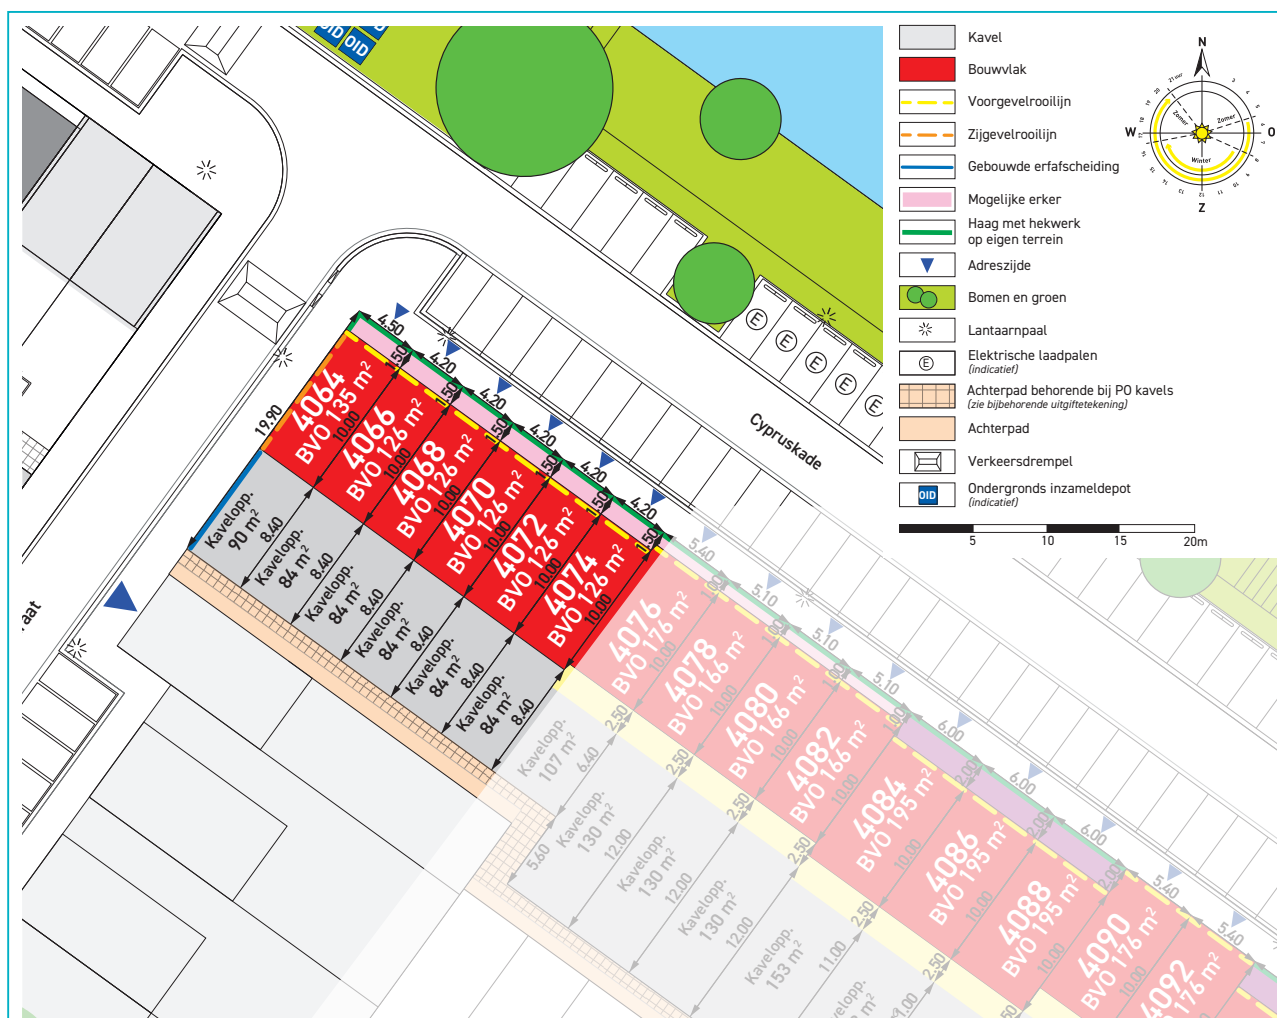 OID
OID
Kavel
Bouwvlak
Voorgevelrooilijn
Zijgevelrooilijn
Gebouwde erfafscheiding
Mogelijke erker
Haag met hekwerk
op eigen terrein
Adreszijde
Bomen en groen
Lantaarnpaal
E
Elektrische laadpalen
(indicatief)
Achterpad behorende bij PO kavels
(zie bijbehorende uitgiftetekening)
Achterpad
Verkeersdrempel
OID
Ondergronds inzameldepot
(indicatief)
5 10 15 20m
N
W O
Z
Zomer
Zomer
Winter
21 uur
E
E
E
E
E
Cypruskade
raat
19.90
4.50
4.20
4.20
4.20
4.20
4.20
1.50
1.50
1.50
1.50
1.50
1.50
4064
BVO 135 m²
10.00
4066
BVO 126 m²
10.00
4068
BVO 126 m²
10.00
4070
BVO 126 m²
10.00
4072
BVO 126 m²
10.00
4074
BVO 126 m²
10.00
Kavelopp.
90 m²
8.40
Kavelopp.
84 m²
8.40
Kavelopp.
84 m²
8.40
Kavelopp.
84 m²
8.40
Kavelopp.
84 m²
8.40
Kavelopp.
84 m²
8.40
5.40
5.10
5.10
5.10
6.00
6.00
6.00
5.40
5.40
1.00
1.00
1.00
1.00
2.00
2.00
2.00
4076
BVO 176 m²
10.00
4078
BVO 166 m²
10.00
4080
BVO 166 m²
10.00
4082
BVO 166 m²
10.00
4084
BVO 195 m²
10.00
4086
BVO 195 m²
10.00
4088
BVO 195 m²
10.00
4090
BVO 176 m²
10.00
4092
176 m²
Kavelopp.
107 m²
2.50
6.40
5.60
Kavelopp.
130 m²
2.50
12.00
Kavelopp.
130 m²
2.50
12.00
Kavelopp.
130 m²
2.50
12.00
Kavelopp.
153 m²
2.50
11.00
velopp.
m²
2.50
1.00
.50